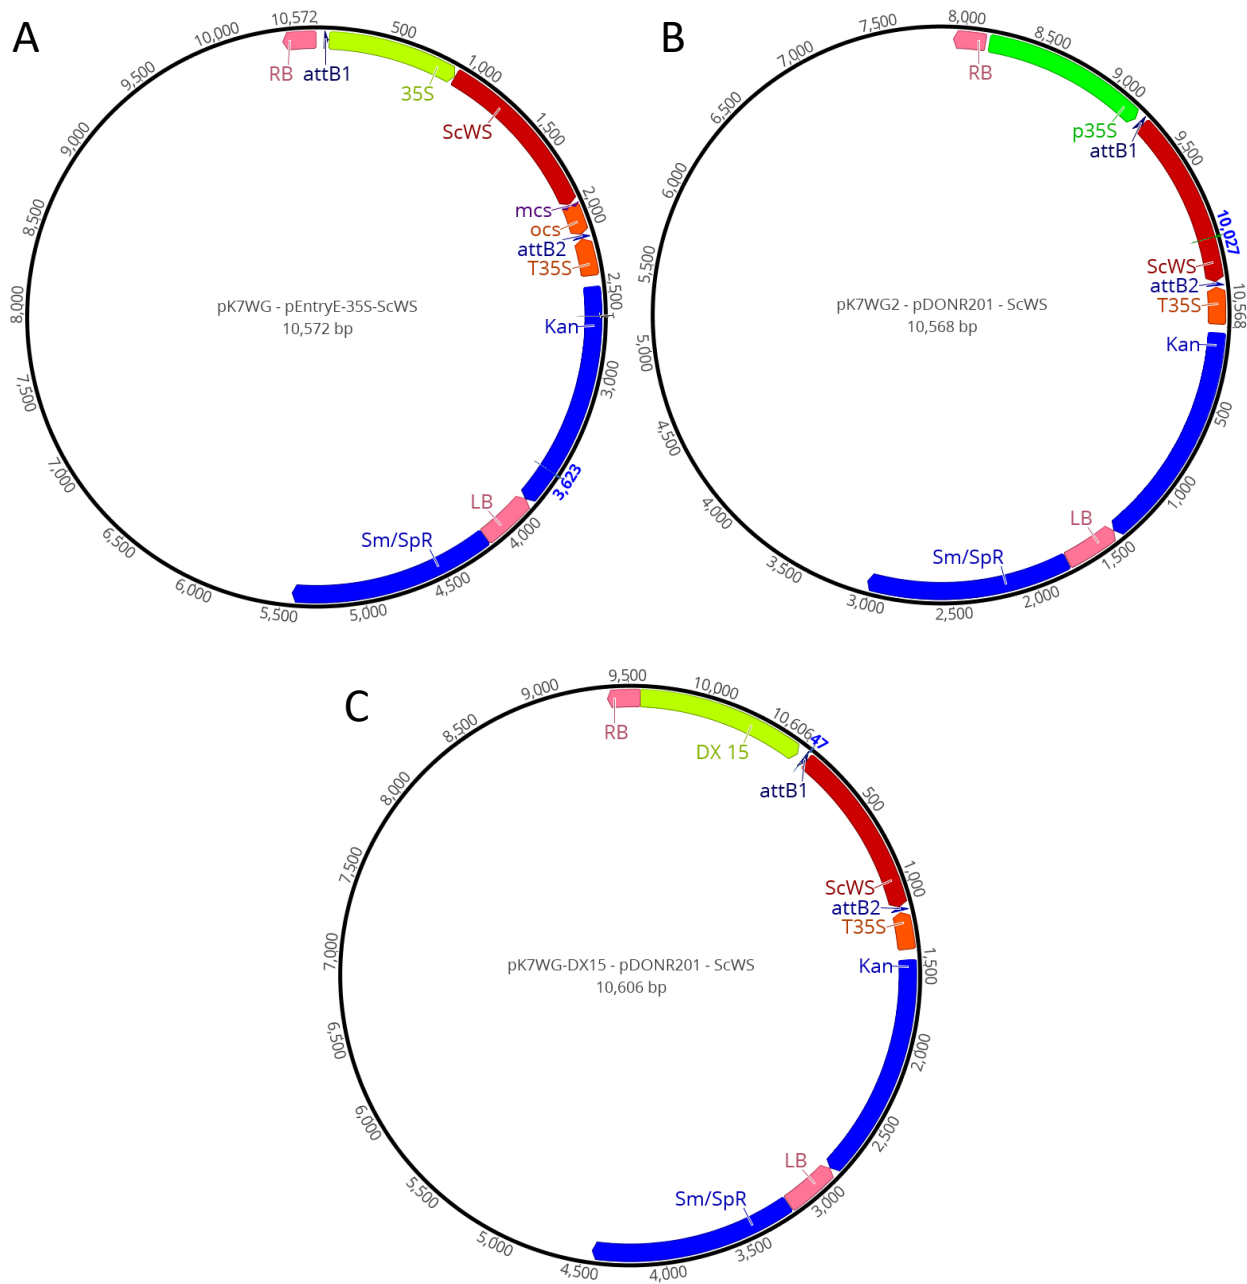 A
10,572
500
1,000
1,500
2,000
2,500
3,000
3,623
4,000
4,500
5,000
5,500
6,000
6,500
7,000
7,500
8,000
8,500
9,000
9,500
10,000
RB
attB1
35S
ScWS
mcs
ocs
attB2
T35S
1
Kan
LB
Sm/SpR
pK7WG - pEntryE-35S-ScWS
10,572 bp
B
8,000
8,500
9,000
9,500
10,027
10,568
500
1,000
1,500
2,000
2,500
3,000
3,500
4,000
4,500
5,000
5,500
6,000
6,500
7,000
7,500
RB
p35S
attB1
ScWS
attB2
T35S
Kan
LB
Sm/SpR
pK7WG2 - pDONR201 - ScWS
10,568 bp
C
9,500
10,000
10,606
47
500
1,000
1,500
2,000
2,500
3,000
3,500
4,000
4,500
5,000
5,500
6,000
6,500
7,000
7,500
8,000
8,500
9,000
RB
DX 15
attB1
ScWS
attB2
T35S
Kan
LB
Sm/SpR
pK7WG-DX15 - pDONR201 - ScWS
10,606 bp